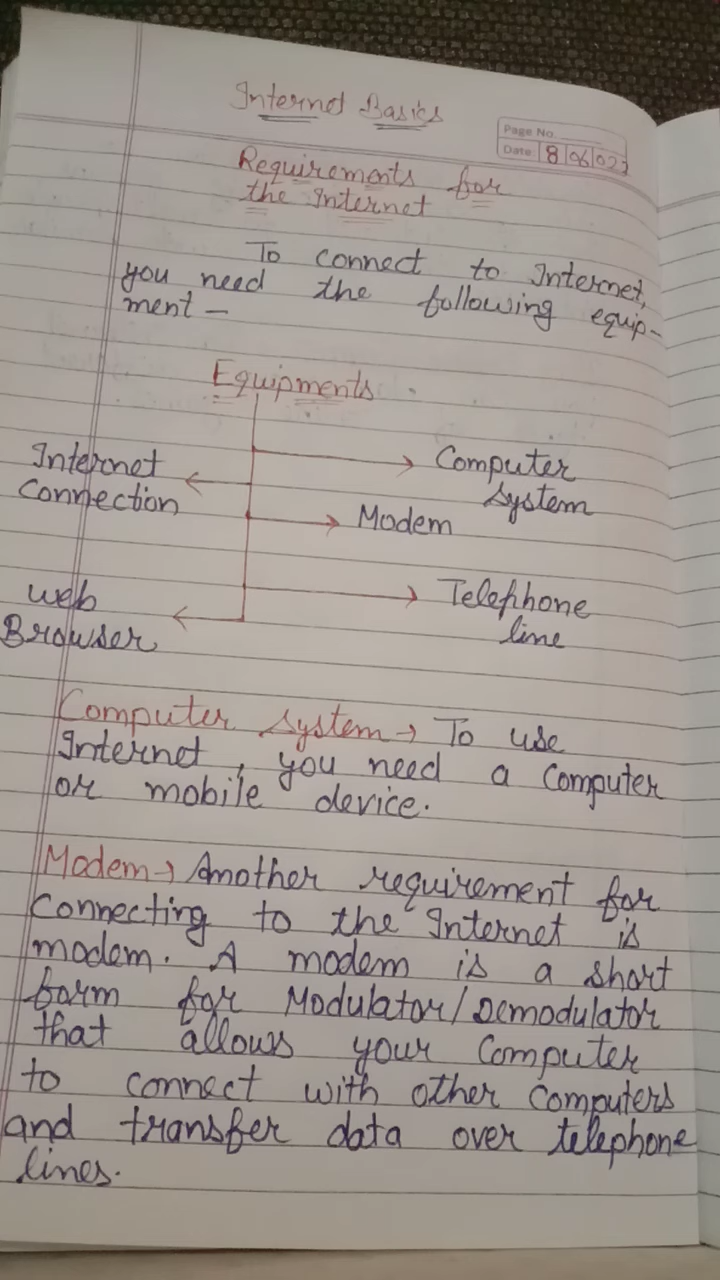 Internet Basics
Page No.
Date: 8 06 022
Requirements for
the Internet
To connect to Internet,
you need the following equip-
ment -
Equipments
Internet
Connection
Computer
System
Modem
Web
Browser
Telephone
line
Computer System → To use
Internet, you need a Computer
or mobile device.
Modem → Another requirement for
Connecting to the Internet is
modem. A modem is a short
form for Modulator/Demodulator
that allows your Computer
to connect with other Computers
and transfer data over telephone
lines.